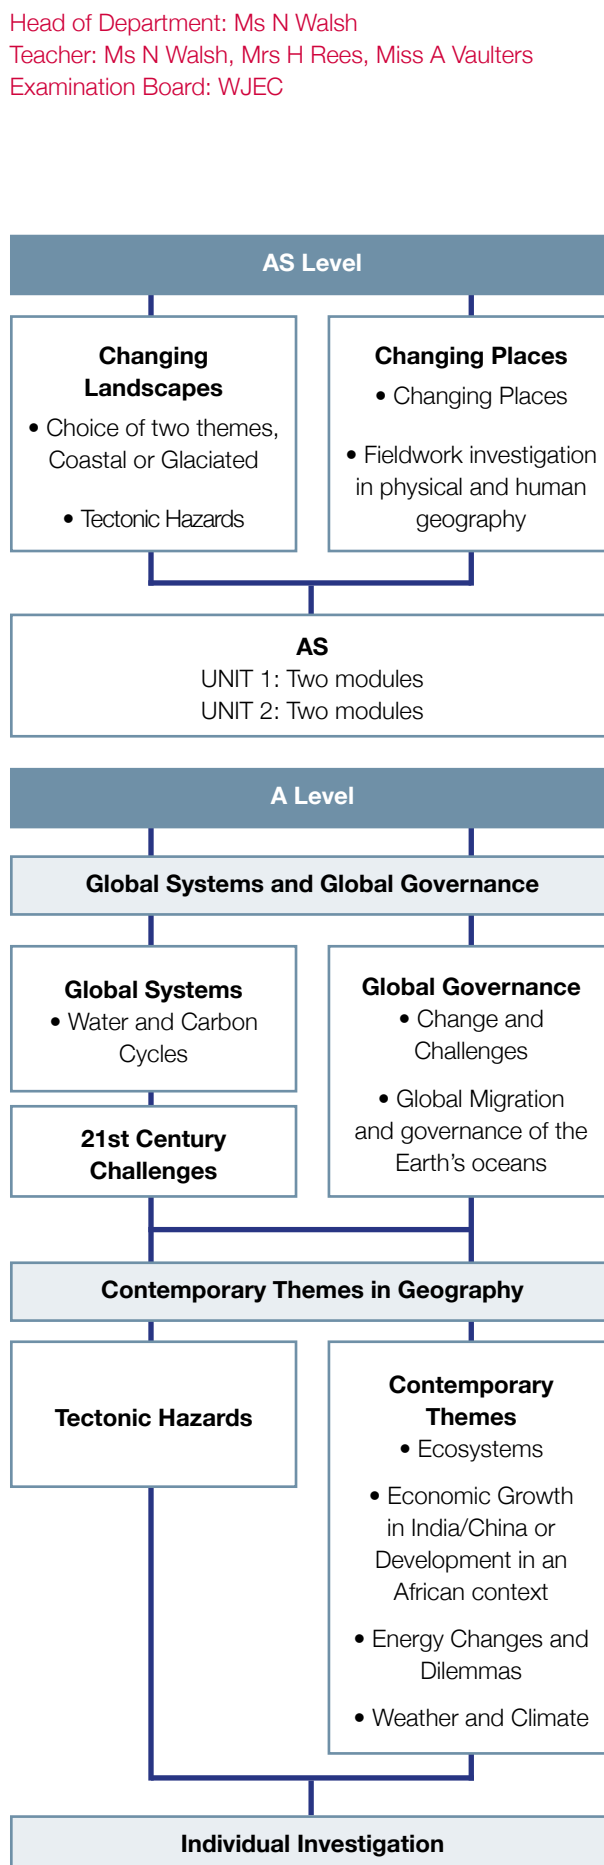 Head of Department: Ms N Walsh
Teacher: Ms N Walsh, Mrs H Rees, Miss A Vaulters
Examination Board: WJEC
AS Level
Changing
Landscapes
• Choice of two themes,
Coastal or Glaciated
• Tectonic Hazards
Changing Places
• Changing Places
• Fieldwork investigation
in physical and human
geography
AS
UNIT 1: Two modules
UNIT 2: Two modules
A Level
Global Systems and Global Governance
Global Systems
• Water and Carbon
Cycles
21st Century
Challenges
Global Governance
• Change and
Challenges
• Global Migration
and governance of the
Earth's oceans
Contemporary Themes in Geography
Tectonic Hazards
Contemporary
Themes
• Ecosystems
• Economic Growth
in India/China or
Development in an
African context
• Energy Changes and
Dilemmas
• Weather and Climate
Individual Investigation